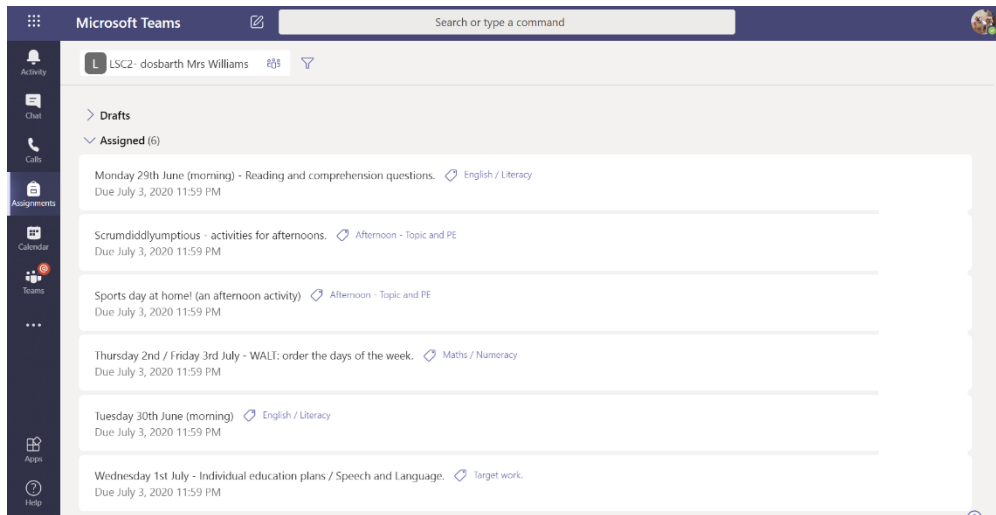 Microsoft Teams
Search or type a command
Activity
Chat
Calls
Assignments
Calendar
Teams
Apps
Help
L LSC2- dosbarth Mrs Williams
Drafts
Assigned (6)
Monday 29th June (morning) - Reading and comprehension questions. English / Literacy
Due July 3, 2020 11:59 PM
Scrumdiddlyumptious - activities for afternoons. Afternoon - Topic and PE
Due July 3, 2020 11:59 PM
Sports day at home! (an afternoon activity) Afternoon - Topic and PE
Due July 3, 2020 11:59 PM
Thursday 2nd / Friday 3rd July - WALT: order the days of the week. Maths / Numeracy
Due July 3, 2020 11:59 PM
Tuesday 30th June (morning) English / Literacy
Due July 3, 2020 11:59 PM
Wednesday 1st July - Individual education plans / Speech and Language. Target work.
Due July 3, 2020 11:59 PM